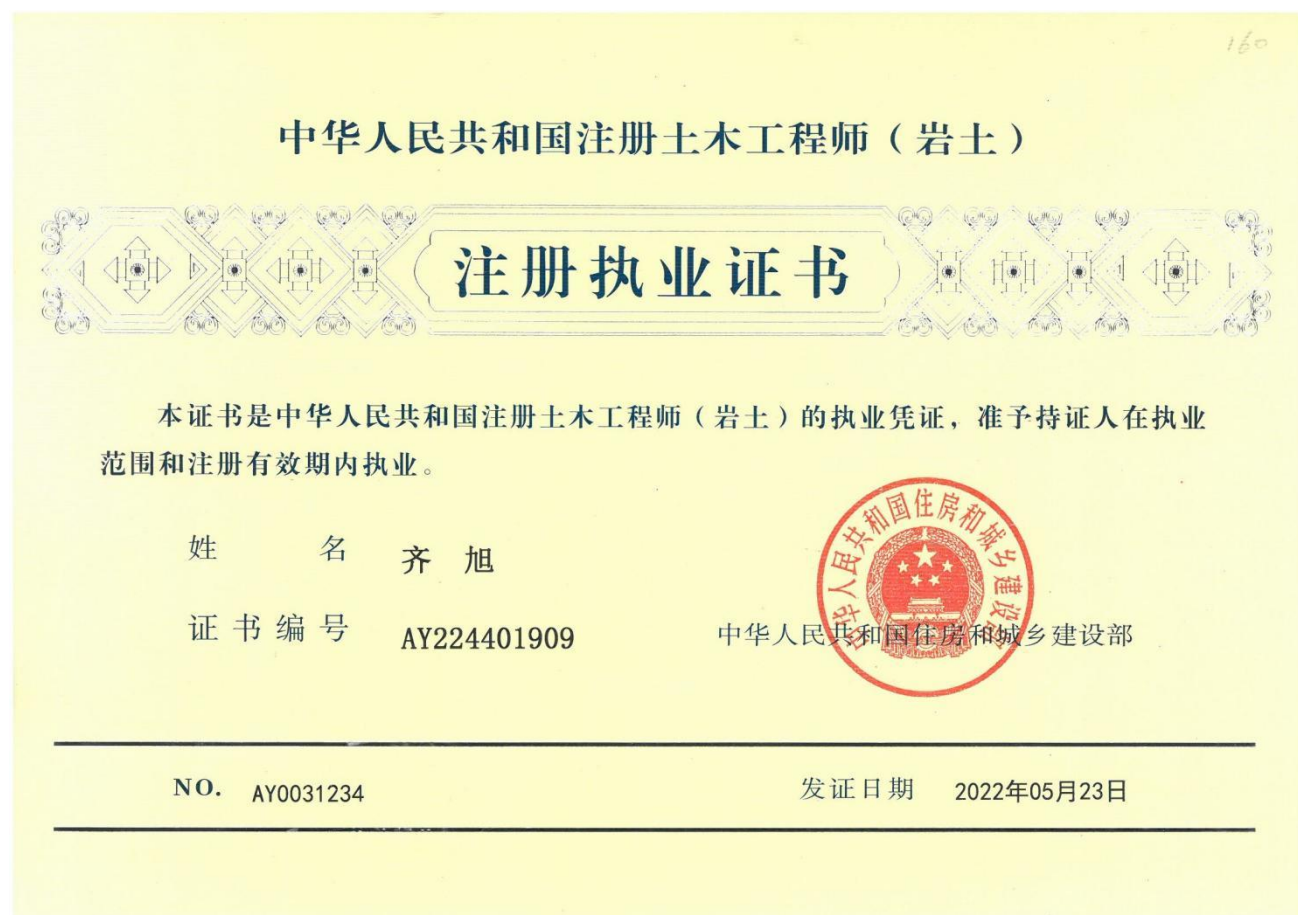 160
中华人民共和国注册土木工程师（岩土）
注册执业证书
本证书是中华人民共和国注册土木工程师（岩土）的执业凭证，准予持证人在执业
范围和注册有效期内执业。
姓 名 齐 旭
证书编号 AY224401909
中华人民共和国住房和城乡建设部
中华人民共和国住房和城乡建设部
NO. AY0031234 发证日期 2022年05月23日